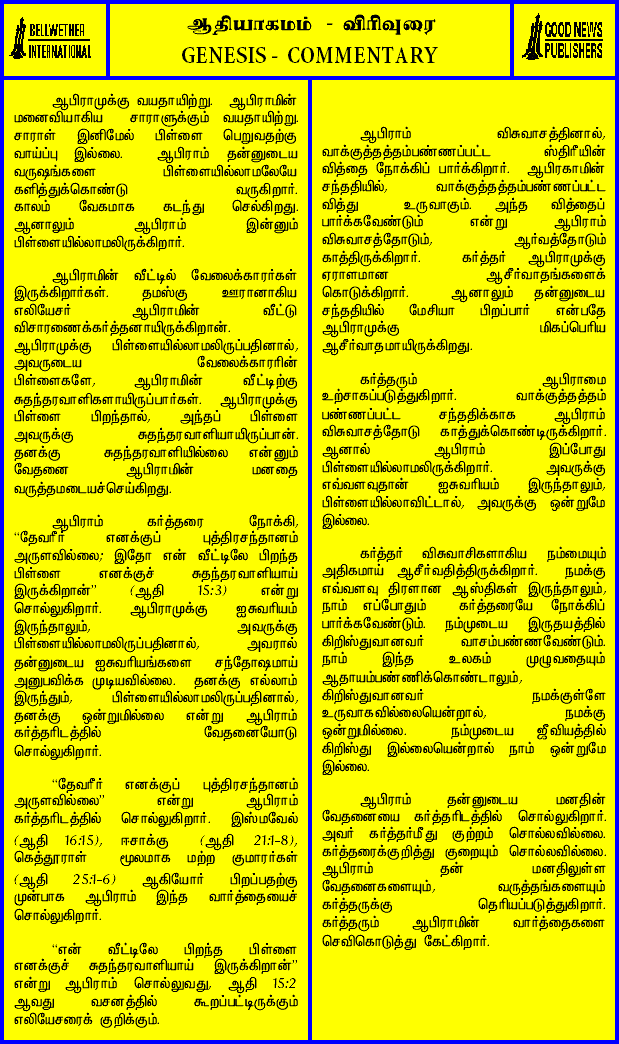 BELLWETHER
INTERNATIONAL
ஆதியாகமம் - விரிவுரை
GENESIS - COMMENTARY
GOOD NEWS
PUBLISHERS
ஆபிராமுக்கு வயதாயிற்று. ஆபிராமின்
மனைவியாகிய சாராளுக்கும் வயதாயிற்று.
சாராள் இனிமேல் பிள்ளை பெறுவதற்கு
வாய்ப்பு இல்லை. ஆபிராம் தன்னுடைய
வருஷங்களை பிள்ளையில்லாமலேயே
களித்துக்கொண்டு வருகிறார்.
காலம் வேகமாக கடந்து செல்கிறது.
ஆனாலும் ஆபிராம் இன்னும்
பிள்ளையில்லாமலிருக்கிறார்.
ஆபிராமின் வீட்டில் வேலைக்காரர்கள்
இருக்கிறார்கள். தமஸ்கு ஊரானாகிய
எலியேசர் ஆபிராமின் வீட்டு
விசாரணைக்கர்த்தனாயிருக்கிறான்.
ஆபிராமுக்கு பிள்ளையில்லாமலிருப்பதினால்,
அவருடைய வேலைக்காரரின்
பிள்ளைகளே, ஆபிராமின் வீட்டிற்கு
சுதந்தரவாளிகளாயிருப்பார்கள். ஆபிராமுக்கு
பிள்ளை பிறந்தால், அந்தப் பிள்ளை
அவருக்கு சுதந்தரவாளியாயிருப்பான்.
தனக்கு சுதந்தரவாளியில்லை என்னும்
வேதனை ஆபிராமின் மனதை
வருத்தமடையச்செய்கிறது.
ஆபிராம் கர்த்தரை நோக்கி,
“தேவரீர் எனக்குப் புத்திரசந்தானம்
அருளவில்லை; இதோ என் வீட்டிலே பிறந்த
பிள்ளை எனக்குச் சுதந்தரவாளியாய்
இருக்கிறான்” (ஆதி 15:3) என்று
சொல்லுகிறார். ஆபிராமுக்கு ஐசுவரியம்
இருந்தாலும், அவருக்கு
பிள்ளையில்லாமலிருப்பதினால், அவரால்
தன்னுடைய ஐசுவரியங்களை சந்தோஷமாய்
அனுபவிக்க முடியவில்லை. தனக்கு எல்லாம்
இருந்தும், பிள்ளையில்லாமலிருப்பதினால்,
தனக்கு ஒன்றுமில்லை என்று ஆபிராம்
கர்த்தரிடத்தில் வேதனையோடு
சொல்லுகிறார்.
“தேவரீர் எனக்குப் புத்திரசந்தானம்
அருளவில்லை” என்று ஆபிராம்
கர்த்தரிடத்தில் சொல்லுகிறார். இஸ்மவேல்
(ஆதி 16:15), ஈசாக்கு (ஆதி 21:1-8),
கெத்தூராள் மூலமாக மற்ற குமாரர்கள்
(ஆதி 25:1-6) ஆகியோர் பிறப்பதற்கு
முன்பாக ஆபிராம் இந்த வார்த்தையைச்
சொல்லுகிறார்.
“என் வீட்டிலே பிறந்த பிள்ளை
எனக்குச் சுதந்தரவாளியாய் இருக்கிறான்”
என்று ஆபிராம் சொல்லுவது, ஆதி 15:2
ஆவது வசனத்தில் கூறப்பட்டிருக்கும்
எலியேசரைக் குறிக்கும்.
ஆபிராம் விசுவாசத்தினால்,
வாக்குத்தத்தம்பண்ணப்பட்ட ஸ்திரீயின்
வித்தை நோக்கிப் பார்க்கிறார். ஆபிரகாமின்
சந்ததியில், வாக்குத்தத்தம்பண்ணப்பட்ட
வித்து உருவாகும். அந்த வித்தைப்
பார்க்கவேண்டும் என்று ஆபிராம்
விசுவாசத்தோடும், ஆர்வத்தோடும்
காத்திருக்கிறார். கர்த்தர் ஆபிராமுக்கு
ஏராளமான ஆசீர்வாதங்களைக்
கொடுக்கிறார். ஆனாலும் தன்னுடைய
சந்ததியில் மேசியா பிறப்பார் என்பதே
ஆபிராமுக்கு மிகப்பெரிய
ஆசீர்வாதமாயிருக்கிறது.
கர்த்தரும் ஆபிராமை
உற்சாகப்படுத்துகிறார். வாக்குத்தத்தம்
பண்ணப்பட்ட சந்ததிக்காக ஆபிராம்
விசுவாசத்தோடு காத்துக்கொண்டிருக்கிறார்.
ஆனால் ஆபிராம் இப்போது
பிள்ளையில்லாமலிருக்கிறார். அவருக்கு
எவ்வளவுதான் ஐசுவரியம் இருந்தாலும்,
பிள்ளையில்லாவிட்டால், அவருக்கு ஒன்றுமே
இல்லை.
கர்த்தர் விசுவாசிகளாகிய நம்மையும்
அதிகமாய் ஆசீர்வதித்திருக்கிறார். நமக்கு
எவ்வளவு திரளான ஆஸ்திகள் இருந்தாலும்,
நாம் எப்போதும் கர்த்தரையே நோக்கிப்
பார்க்கவேண்டும். நம்முடைய இருதயத்தில்
கிறிஸ்துவானவர் வாசம்பண்ணவேண்டும்.
நாம் இந்த உலகம் முழுவதையும்
ஆதாயம்பண்ணிக்கொண்டாலும்,
கிறிஸ்துவானவர் நமக்குள்ளே
உருவாகவில்லையென்றால், நமக்கு
ஒன்றுமில்லை. நம்முடைய ஜீவியத்தில்
கிறிஸ்து இல்லையென்றால் நாம் ஒன்றுமே
இல்லை.
ஆபிராம் தன்னுடைய மனதின்
வேதனையை கர்த்தரிடத்தில் சொல்லுகிறார்.
அவர் கர்த்தர்மீது குற்றம் சொல்லவில்லை.
கர்த்தரைக்குறித்து குறையும் சொல்லவில்லை.
ஆபிராம் தன் மனதிலுள்ள
வேதனைகளையும், வருத்தங்களையும்
கர்த்தருக்கு தெரியப்படுத்துகிறார்.
கர்த்தரும் ஆபிராமின் வார்த்தைகளை
செவிகொடுத்து கேட்கிறார்.